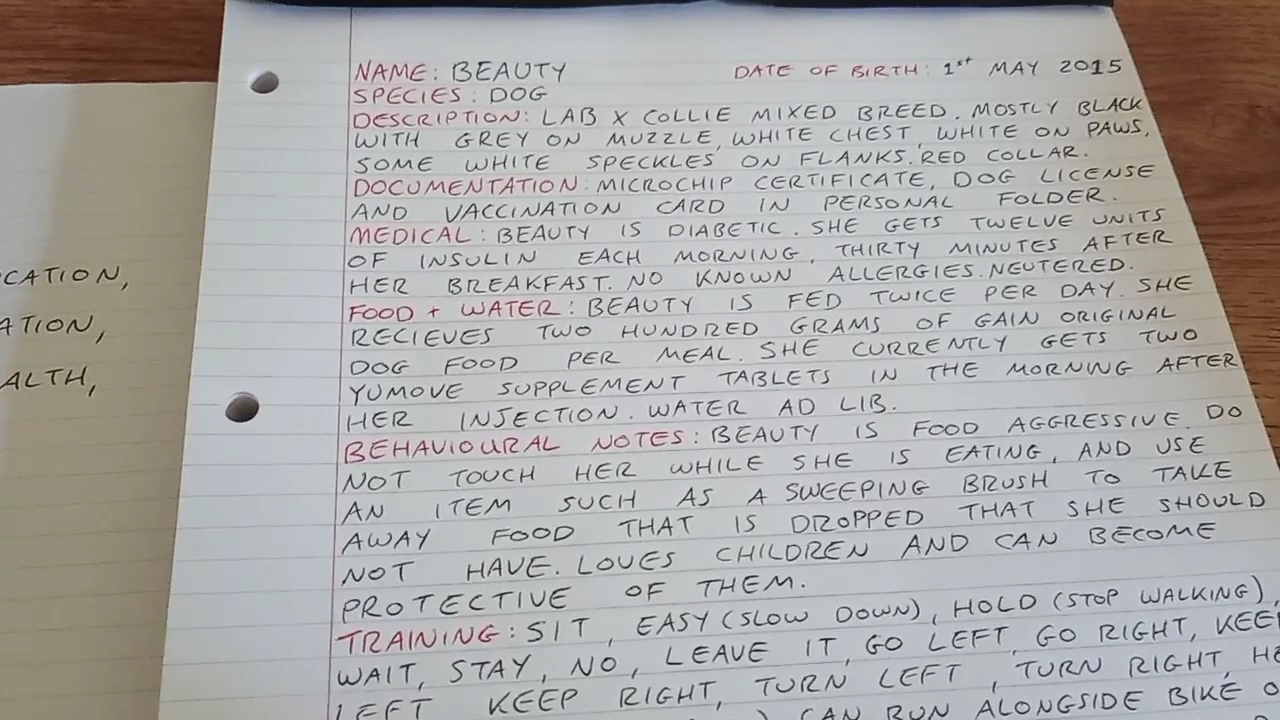 NAME: BEAUTY DATE OF BIRTH: 1st MAY 2015
SPECIES: DOG
DESCRIPTION: LAB X COLLIE MIXED BREED. MOSTLY BLACK
WITH GREY ON MUZZLE, WHITE CHEST, WHITE ON PAWS,
SOME WHITE SPECKLES ON FLANKS. RED COLLAR.
DOCUMENTATION: MICROCHIP CERTIFICATE, DOG LICENSE
AND VACCINATION CARD IN PERSONAL FOLDER.
MEDICAL: BEAUTY IS DIABETIC. SHE GETS TWELVE UNITS
OF INSULIN EACH MORNING, THIRTY MINUTES AFTER
HER BREAKFAST. NO KNOWN ALLERGIES. NEUTERED.
FOOD + WATER: BEAUTY IS FED TWICE PER DAY. SHE
RECIEVES TWO HUNDRED GRAMS OF GAIN ORIGINAL
DOG FOOD PER MEAL. SHE CURRENTLY GETS TWO
YUMOVE SUPPLEMENT TABLETS IN THE MORNING AFTER
HER INJECTION. WATER AD LIB.
BEHAVIOURAL NOTES: BEAUTY IS FOOD AGGRESSIVE. DO
NOT TOUCH HER WHILE SHE IS EATING, AND USE
AN ITEM SUCH AS A SWEEPING BRUSH TO TAKE
AWAY FOOD THAT IS DROPPED THAT SHE SHOULD
NOT HAVE. LOVES CHILDREN AND CAN BECOME
PROTECTIVE OF THEM.
TRAINING: SIT, EASY (SLOW DOWN), HOLD (STOP WALKING),
WAIT, STAY, NO, LEAVE IT, GO LEFT, GO RIGHT, KEEP
LEFT KEEP RIGHT, TURN LEFT, TURN RIGHT,
) CAN RUN ALONGSIDE BIKE
CATION,
ATION,
ALTH,